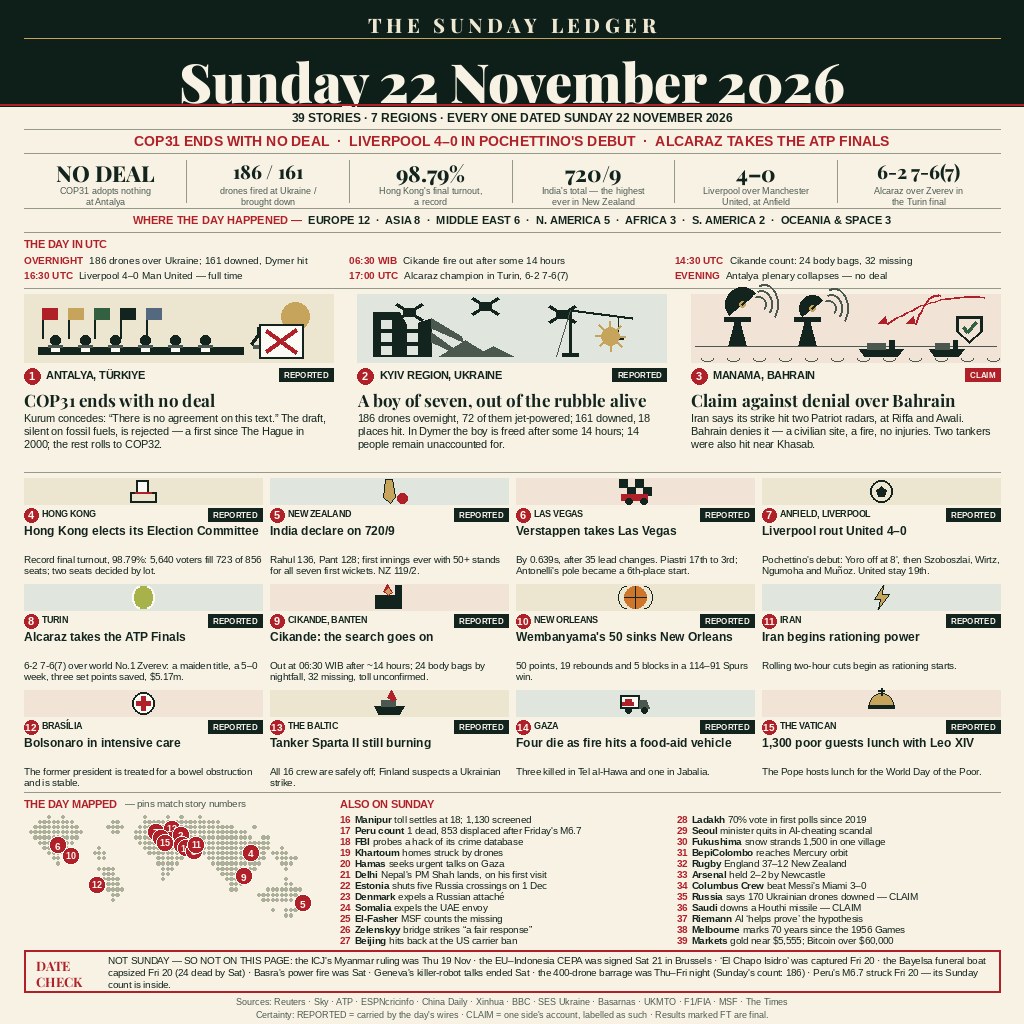 THE SUNDAY LEDGER
Sunday 22 November 2026
39 STORIES · 7 REGIONS · EVERY ONE DATED SUNDAY 22 NOVEMBER 2026
COP31 ENDS WITH NO DEAL · LIVERPOOL 4–0 IN POCHETTINO'S DEBUT · ALCARAZ TAKES THE ATP FINALS
NO DEAL
COP31 adopts nothing
at Antalya
186 / 161
drones fired at Ukraine /
brought down
98.79%
Hong Kong's final turnout,
a record
720/9
India's total — the highest
ever in New Zealand
4–0
Liverpool over Manchester
United, at Anfield
6-2 7-6(7)
Alcaraz over Zverev in
the Turin final
WHERE THE DAY HAPPENED — EUROPE 12 · ASIA 8 · MIDDLE EAST 6 · N. AMERICA 5 · AFRICA 3 · S. AMERICA 2 · OCEANIA & SPACE 3
THE DAY IN UTC
OVERNIGHT 186 drones over Ukraine; 161 downed, Dymer hit
06:30 WIB Cikande fire out after some 14 hours
14:30 UTC Cikande count: 24 body bags, 32 missing
16:30 UTC Liverpool 4–0 Man United — full time
17:00 UTC Alcaraz champion in Turin, 6-2 7-6(7)
EVENING Antalya plenary collapses — no deal
1 ANTALYA, TÜRKIYE REPORTED
COP31 ends with no deal
Kurum concedes: “There is no agreement on this text.” The draft,
silent on fossil fuels, is rejected — a first since The Hague in
2000; the rest rolls to COP32.
2 KYIV REGION, UKRAINE REPORTED
A boy of seven, out of the rubble alive
186 drones overnight, 72 of them jet-powered; 161 downed, 18
places hit. In Dymer the boy is freed after some 14 hours; 14
people remain unaccounted for.
3 MANAMA, BAHRAIN CLAIM
Claim against denial over Bahrain
Iran says its strike hit two Patriot radars, at Riffa and Awali.
Bahrain denies it — a civilian site, a fire, no injuries. Two tankers
were also hit near Khasab.
4 HONG KONG REPORTED
Hong Kong elects its Election Committee
Record final turnout, 98.79%: 5,640 voters fill 723 of 856
seats; two seats decided by lot.
5 NEW ZEALAND REPORTED
India declare on 720/9
Rahul 136, Pant 128; first innings ever with 50+ stands
for all seven first wickets. NZ 119/2.
6 LAS VEGAS REPORTED
Verstappen takes Las Vegas
By 0.639s, after 35 lead changes. Piastri 17th to 3rd;
Antonelli's pole became a 6th-place start.
7 ANFIELD, LIVERPOOL REPORTED
Liverpool rout United 4–0
Pochettino's debut: Yoro off at 8', then Szoboszlai, Wirtz,
Ngumoha and Muñoz. United stay 19th.
8 TURIN REPORTED
Alcaraz takes the ATP Finals
6-2 7-6(7) over world No.1 Zverev: a maiden title, a 5–0
week, three set points saved, $5.17m.
9 CIKANDE, BANTEN REPORTED
Cikande: the search goes on
Out at 06:30 WIB after ~14 hours; 24 body bags by
nightfall, 32 missing, toll unconfirmed.
10 NEW ORLEANS REPORTED
Wembanyama's 50 sinks New Orleans
50 points, 19 rebounds and 5 blocks in a 114–91 Spurs
win.
11 IRAN REPORTED
Iran begins rationing power
Rolling two-hour cuts begin as rationing starts.
12 BRASÍLIA REPORTED
Bolsonaro in intensive care
The former president is treated for a bowel obstruction
and is stable.
13 THE BALTIC REPORTED
Tanker Sparta II still burning
All 16 crew are safely off; Finland suspects a Ukrainian
strike.
14 GAZA REPORTED
Four die as fire hits a food-aid vehicle
Three killed in Tel al-Hawa and one in Jabalia.
15 THE VATICAN REPORTED
1,300 poor guests lunch with Leo XIV
The Pope hosts lunch for the World Day of the Poor.
THE DAY MAPPED — pins match story numbers
6
10
12
15
11
4
9
5
ALSO ON SUNDAY
16 Manipur toll settles at 18; 1,130 screened
17 Peru count 1 dead, 853 displaced after Friday's M6.7
18 FBI probes a hack of its crime database
19 Khartoum homes struck by drones
20 Hamas seeks urgent talks on Gaza
21 Delhi Nepal's PM Shah lands, on his first visit
22 Estonia shuts five Russia crossings on 1 Dec
23 Denmark expels a Russian attaché
24 Somalia expels the UAE envoy
25 El-Fasher MSF counts the missing
26 Zelenskyy bridge strikes “a fair response”
27 Beijing hits back at the US carrier ban
28 Ladakh 70% vote in first polls since 2019
29 Seoul minister quits in AI-cheating scandal
30 Fukushima snow strands 1,500 in one village
31 BepiColombo reaches Mercury orbit
32 Rugby England 37–12 New Zealand
33 Arsenal held 2–2 by Newcastle
34 Columbus Crew beat Messi's Miami 3–0
35 Russia says 170 Ukrainian drones downed — CLAIM
36 Saudi downs a Houthi missile — CLAIM
37 Riemann AI ‘helps prove’ the hypothesis
38 Melbourne marks 70 years since the 1956 Games
39 Markets gold near $5,555; Bitcoin over $60,000
DATE
CHECK
NOT SUNDAY — SO NOT ON THIS PAGE: the ICJ's Myanmar ruling was Thu 19 Nov · the EU–Indonesia CEPA was signed Sat 21 in Brussels · ‘El Chapo Isidro’ was captured Fri 20 · the Bayelsa funeral boat
capsized Fri 20 (24 dead by Sat) · Basra's power fire was Sat · Geneva's killer-robot talks ended Sat · the 400-drone barrage was Thu–Fri night (Sunday's count: 186) · Peru's M6.7 struck Fri 20 — its Sunday
count is inside.
Sources: Reuters · Sky · ATP · ESPNcricinfo · China Daily · Xinhua · BBC · SES Ukraine · Basarnas · UKMTO · F1/FIA · MSF · The Times
Certainty: REPORTED = carried by the day's wires · CLAIM = one side's account, labelled as such · Results marked FT are final.